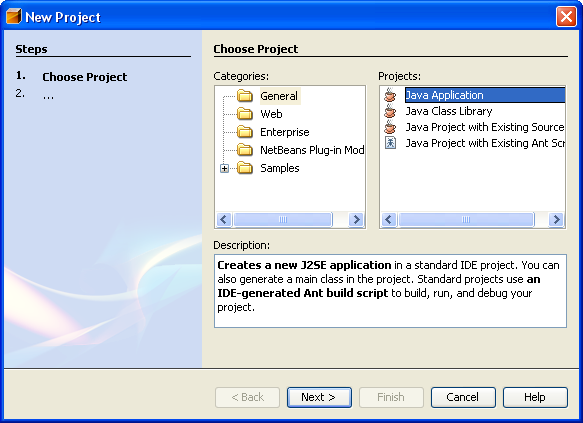 New Project
Steps
1. Choose Project
2. ...
Choose Project
Categories:
General
Web
Enterprise
NetBeans Plug-in Mod
Samples
Projects:
Java Application
Java Class Library
Java Project with Existing Source
Java Project with Existing Ant Scr
Description:
Creates a new J2SE application in a standard IDE project. You can
also generate a main class in the project. Standard projects use an
IDE-generated Ant build script to build, run, and debug your
project.
< Back
Next >
Finish
Cancel
Help